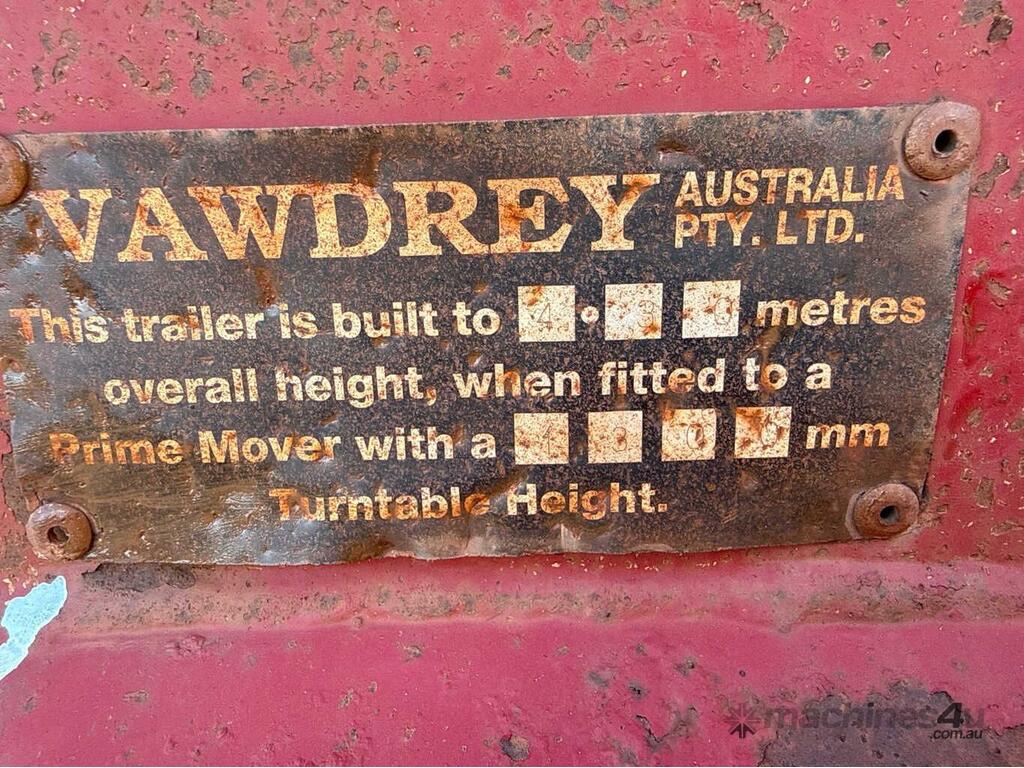 VAWDREY AUSTRALIA PTY. LTD.
This trailer is built to 4.30 metres
overall height, when fitted to a
Prime Mover with a mm
Turntable Height.
machines4u
.com.au